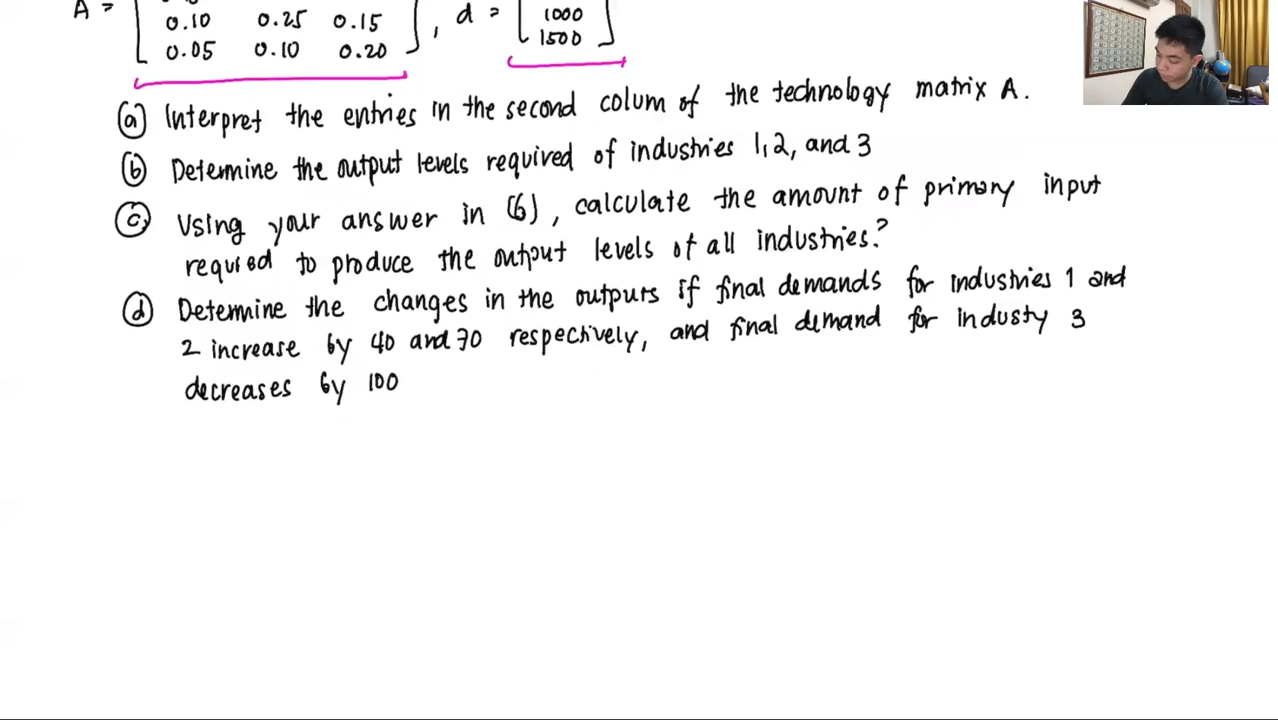 A = 0.10 0.25 0.15 , d = 1000
0.05 0.10 0.20 1500
(a) Interpret the entries in the second colum of the technology matrix A.
(b) Determine the output levels required of industries 1, 2, and 3
(c) Using your answer in (b), calculate the amount of primary input
required to produce the output levels of all industries?
(d) Determine the changes in the outputs if final demands for industries 1 and
2 increase by 40 and 70 respectively, and final demand for industy 3
decreases by 100